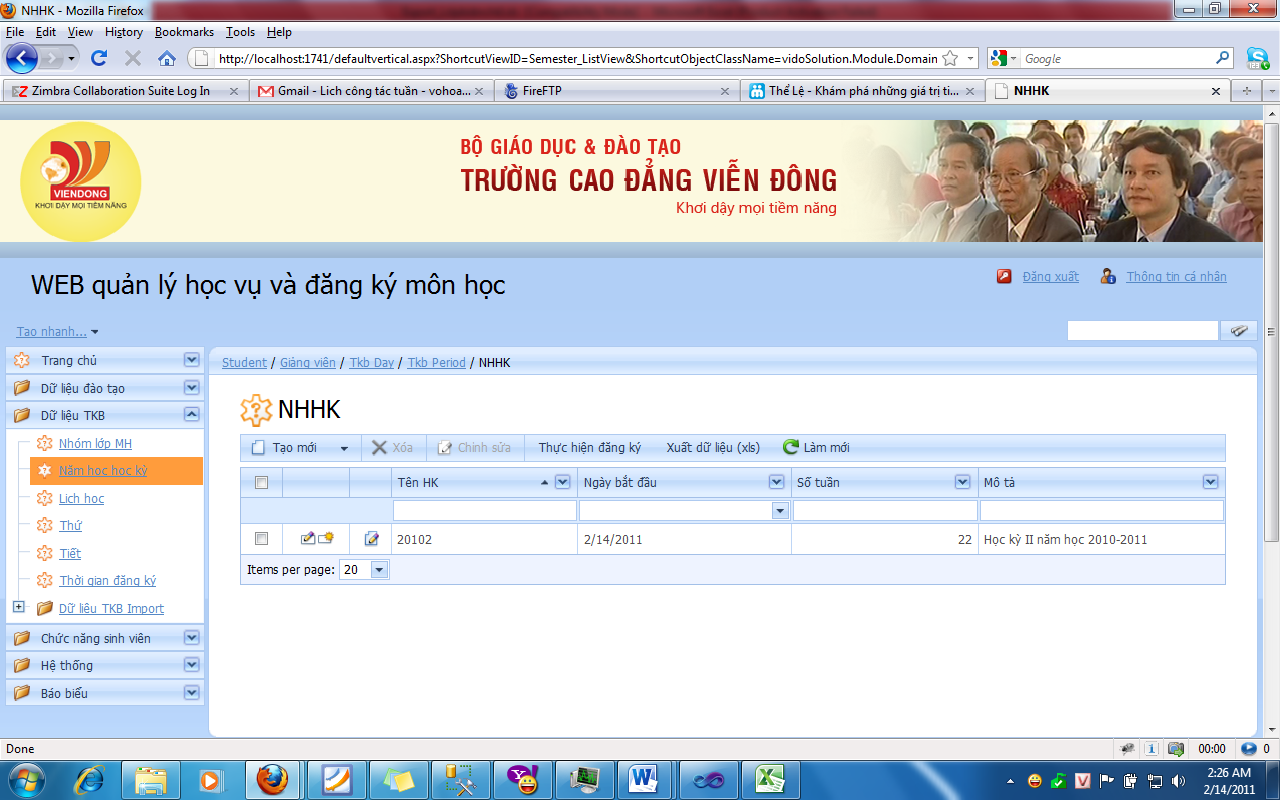 NHHK - Mozilla Firefox
File Edit View History Bookmarks Tools Help
http://localhost:1741/defaultvertical.aspx?ShortcutViewID=Semester_ListView&ShortcutObjectClassName=vidoSolution.Module.Domain
Google
Zimbra Collaboration Suite Log In
Gmail - Lich công tác tuần - vohoa...
FireFTP
Thể Lệ - Khám phá những giá trị ti...
NHHK
VIENDONG
KHƠI DẬY MỌI TIỀM NĂNG
BỘ GIÁO DỤC & ĐÀO TẠO
TRƯỜNG CAO ĐẲNG VIỄN ĐÔNG
Khơi dậy mọi tiềm năng
WEB quản lý học vụ và đăng ký môn học
Đăng xuất
Thông tin cá nhân
Tạo nhanh...
Trang chủ
Dữ liệu đào tạo
Dữ liệu TKB
Nhóm lớp MH
Năm học học kỳ
Lịch học
Thứ
Tiết
Thời gian đăng ký
Dữ liệu TKB Import
Chức năng sinh viên
Hệ thống
Báo biểu
Student / Giảng viên / Tkb Day / Tkb Period / NHHK
NHHK
Tạo mới Xóa Chỉnh sửa Thực hiện đăng ký Xuất dữ liệu (xls) Làm mới
Tên HK Ngày bắt đầu Số tuần Mô tả
20102 2/14/2011 22 Học kỳ II năm học 2010-2011
Items per page: 20
Done
00:00
0
2:26 AM
2/14/2011